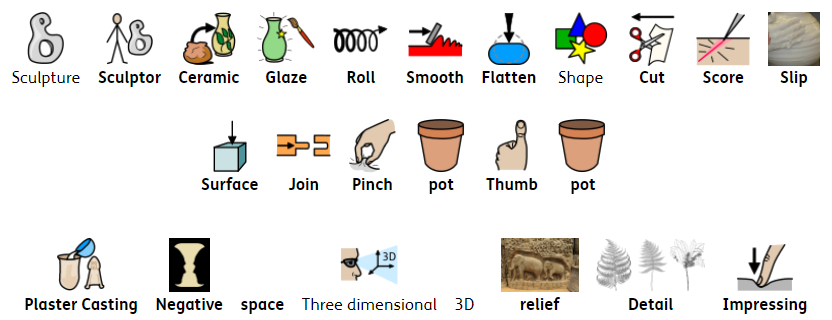 Sculpture Sculptor Ceramic Glaze Roll Smooth Flatten Shape Cut Score Slip
3D
Surface Join Pinch pot Thumb pot
Plaster Casting Negative space Three dimensional 3D relief Detail Impressing